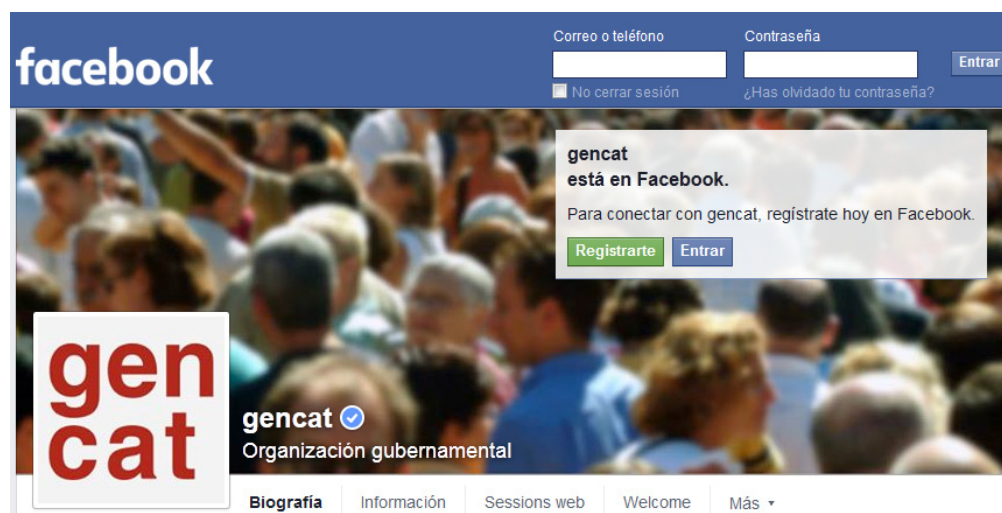 facebook
Correo o teléfono
Contraseña
Entrar
No cerrar sesión
¿Has olvidado tu contraseña?
gencat
está en Facebook.
Para conectar con gencat, regístrate hoy en Facebook.
Registrarte Entrar
gen
cat
gencat
Organización gubernamental
Biografía Información Sessions web Welcome Más